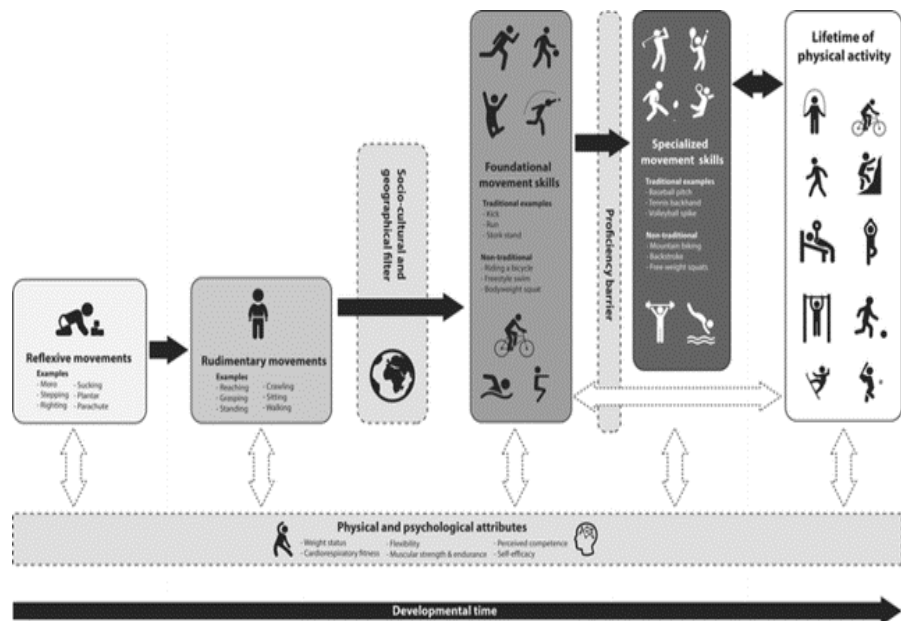 Lifetime of
physical activity
Socio-cultural and
geographical filter
Foundational
movement skills
Traditional examples
- Kick
- Run
- Stork stand
Non-traditional
- Riding a bicycle
- Freestyle swim
- Bodyweight squat
Proficiency barrier
Specialized
movement skills
Traditional examples
- Baseball pitch
- Tennis backhand
- Volleyball spike
Non-traditional
- Mountain biking
- Backstroke
- Free weight squats
Reflexive movements
Examples
- Moro - Sucking
- Stepping - Plantar
- Righting - Parachute
Rudimentary movements
Examples
- Reaching - Crawling
- Grasping - Sitting
- Standing - Walking
Physical and psychological attributes
- Weight status - Flexibility - Perceived competence
- Cardiorespiratory fitness - Muscular strength & endurance - Self-efficacy
Developmental time